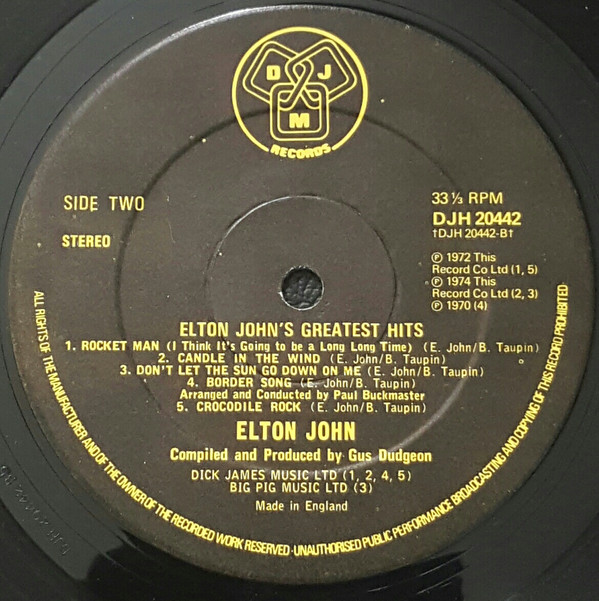 D J
M
RECORDS
SIDE TWO
STEREO
33 ⅓ RPM
DJH 20442
†DJH 20442-B†
℗ 1972 This
Record Co Ltd (1, 5)
℗ 1974 This
Record Co Ltd (2, 3)
℗ 1970 (4)
ELTON JOHN'S GREATEST HITS
1. ROCKET MAN (I Think It's Going to be a Long Long Time) (E. John/B. Taupin)
2. CANDLE IN THE WIND (E. John/B. Taupin)
3. DON'T LET THE SUN GO DOWN ON ME (E. John/B. Taupin)
4. BORDER SONG (E. John/B. Taupin)
Arranged and Conducted by Paul Buckmaster
5. CROCODILE ROCK (E. John/B. Taupin)
ELTON JOHN
Compiled and Produced by Gus Dudgeon
DICK JAMES MUSIC LTD (1, 2, 4, 5)
BIG PIG MUSIC LTD (3)
Made in England
ALL RIGHTS OF THE MANUFACTURER AND OF THE OWNER OF THE RECORDED WORK RESERVED·UNAUTHORISED PUBLIC PERFORMANCE BROADCASTING AND COPYING OF THIS RECORD PROHIBITED